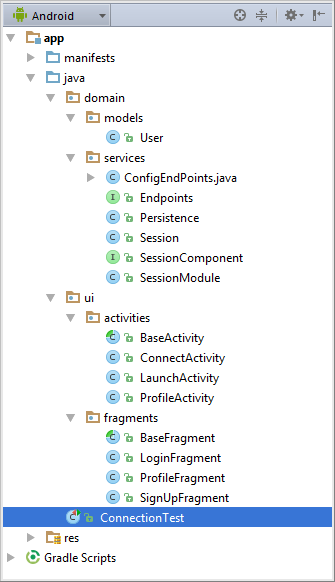 Android
app
manifests
java
domain
models
User
services
ConfigEndPoints.java
Endpoints
Persistence
Session
SessionComponent
SessionModule
ui
activities
BaseActivity
ConnectActivity
LaunchActivity
ProfileActivity
fragments
BaseFragment
LoginFragment
ProfileFragment
SignUpFragment
ConnectionTest
res
Gradle Scripts